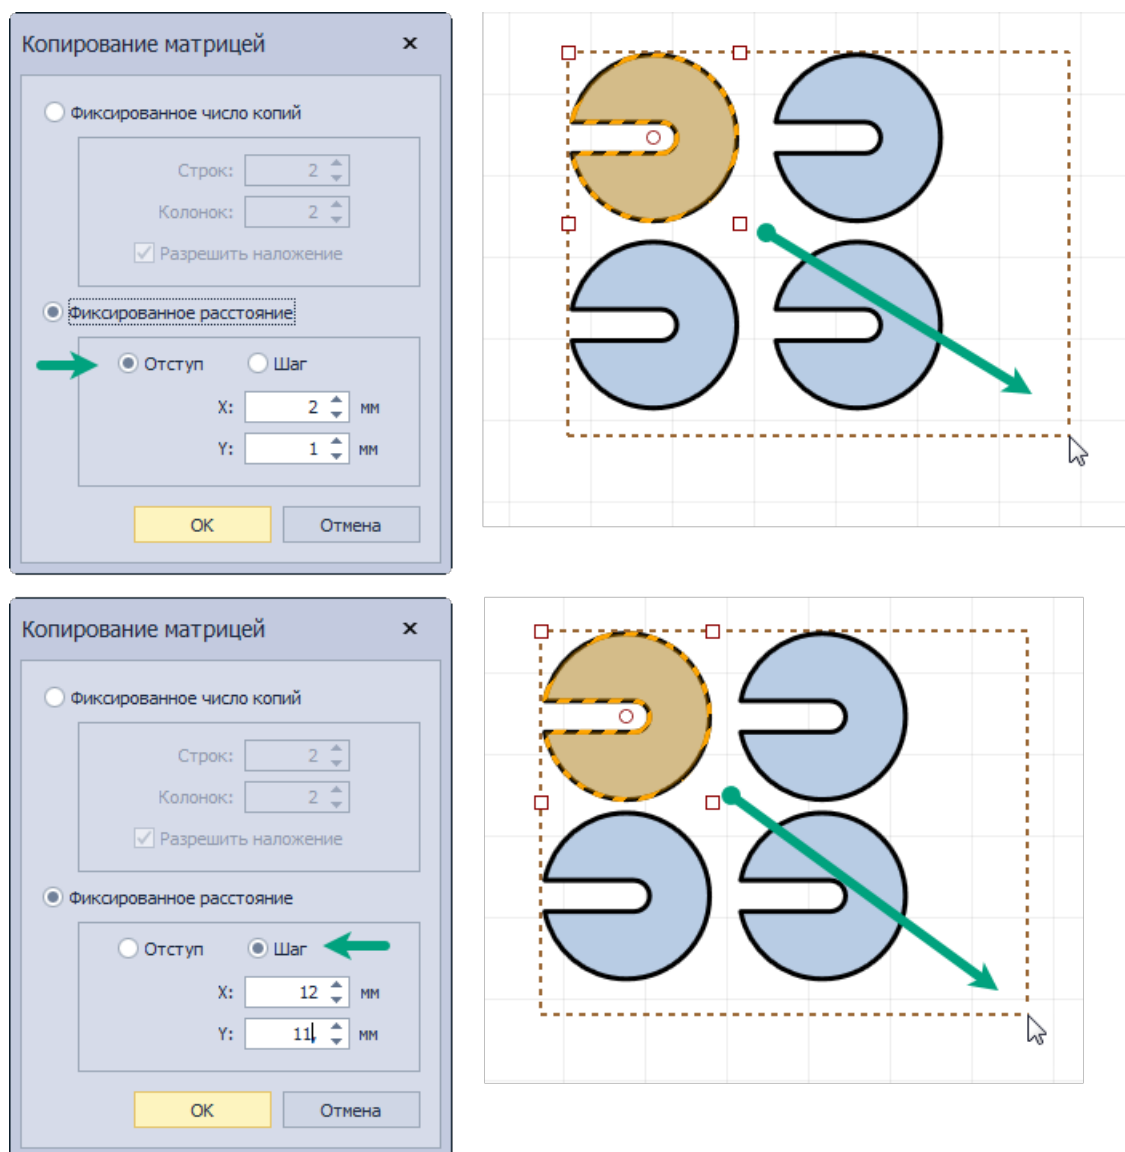 Копирование матрицей
Фиксированное число копий
Строк: 2
Колонок: 2
Разрешить наложение
Фиксированное расстояние
Отступ Шаг
X: 2 мм
Y: 1 мм
OK Отмена
Копирование матрицей
Фиксированное число копий
Строк: 2
Колонок: 2
Разрешить наложение
Фиксированное расстояние
Отступ Шаг
X: 12 мм
Y: 11 мм
OK Отмена